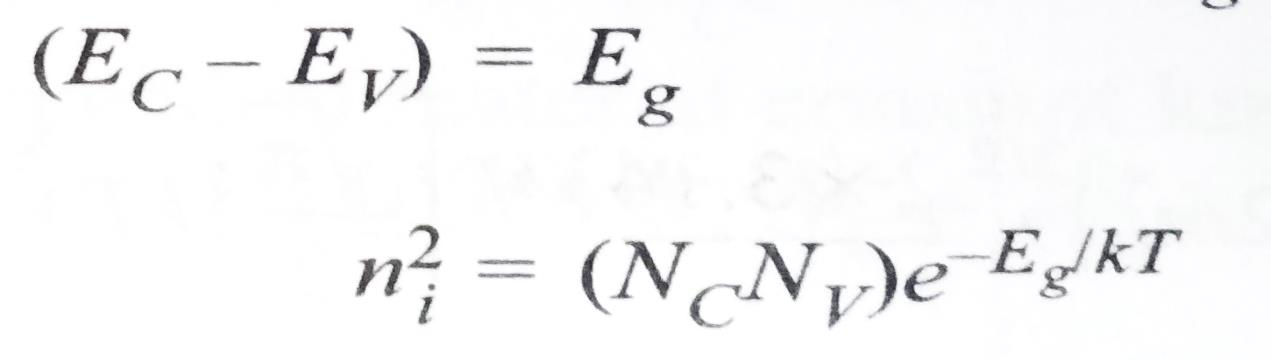 (E_C − E_V) = E_g
n_i^2 = (N_C N_V)e^{−E_g/kT}